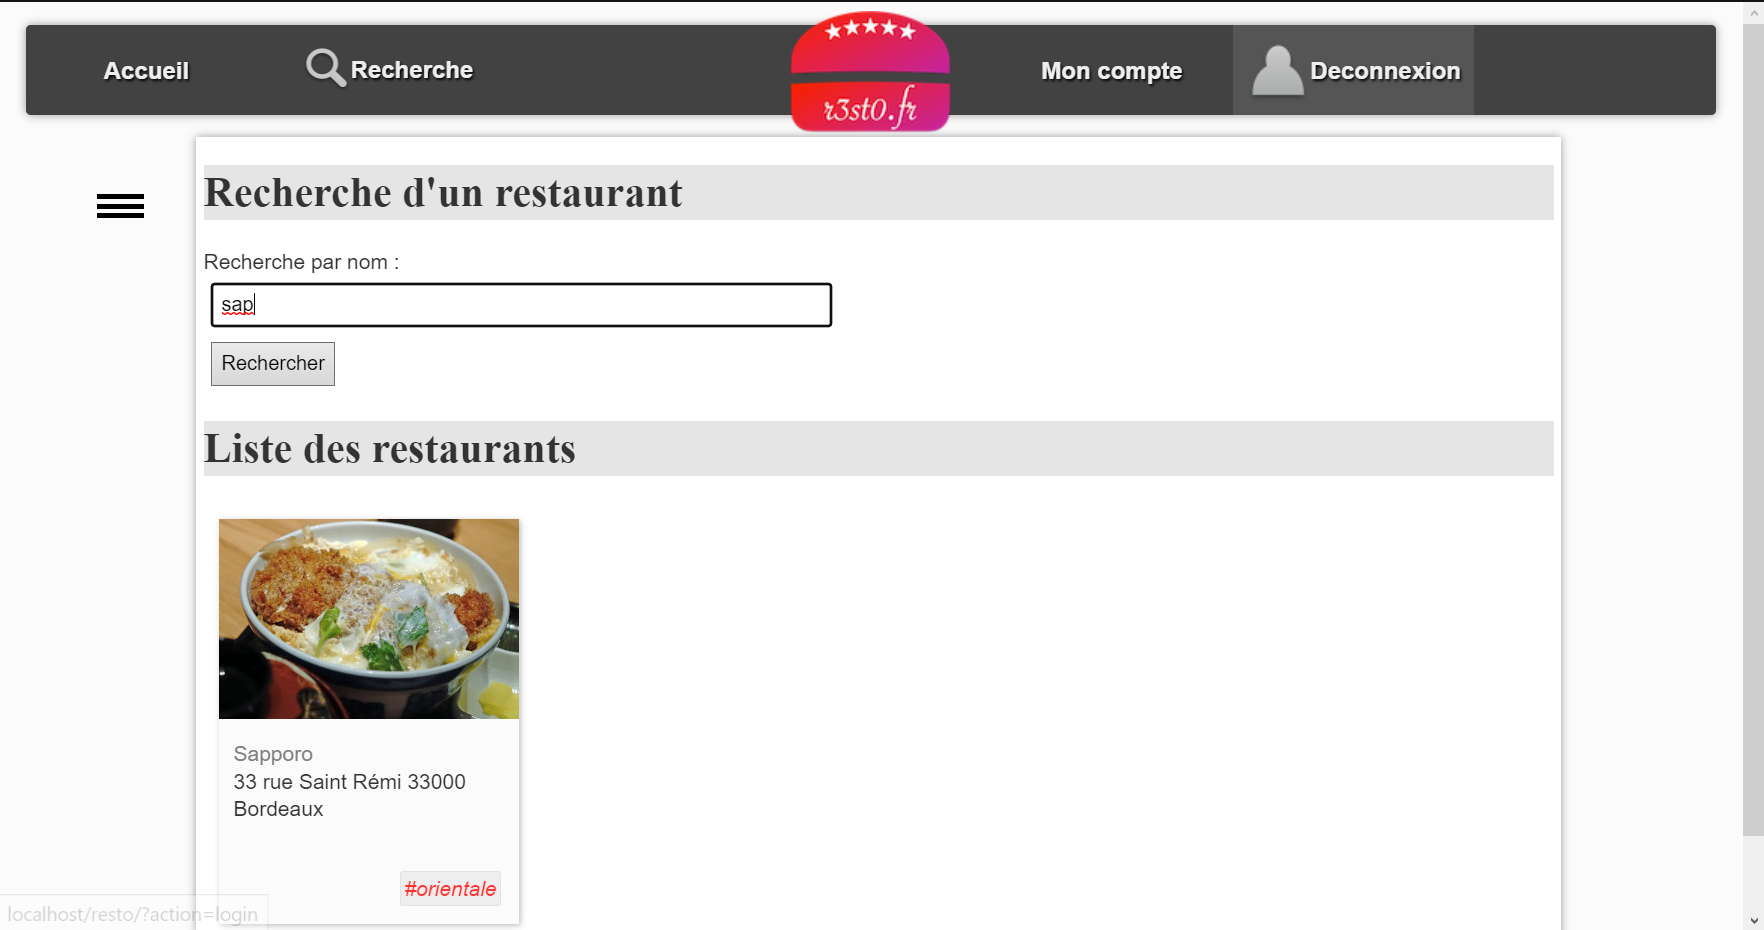 Accueil
Recherche
r3st0.fr
Mon compte
Deconnexion
Recherche d'un restaurant
Recherche par nom :
sap
Rechercher
Liste des restaurants
Sapporo
33 rue Saint Rémi 33000
Bordeaux
#orientale
localhost/resto/?action=login